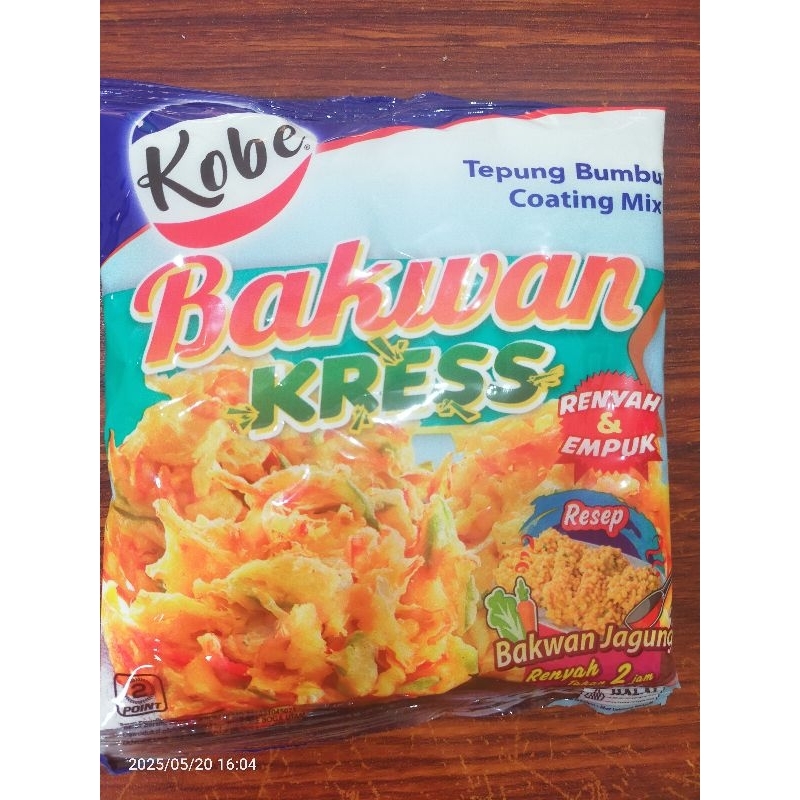 Kobe
Tepung Bumbu
Coating Mix
Bakwan
KRESS
RENYAH
&
EMPUK
Resep
Bakwan Jagung
Renyah Tahan 2 jam
2
POINT
2025/05/20 16:04